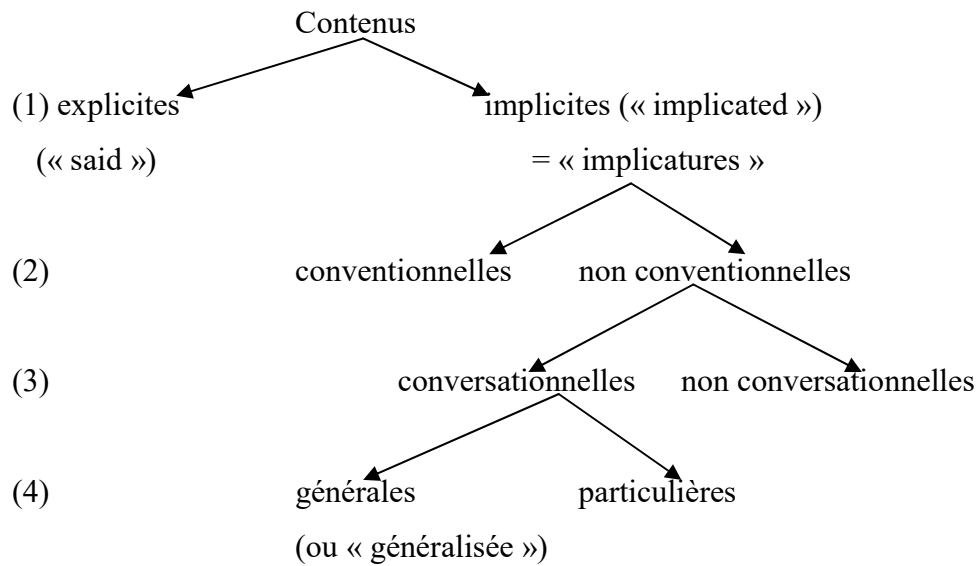 Contenus
(1) explicites implicites (« implicated »)
(« said ») = « implicatures »
(2) conventionnelles non conventionnelles
(3) conversationnelles non conversationnelles
(4) générales particulières
(ou « généralisée »)